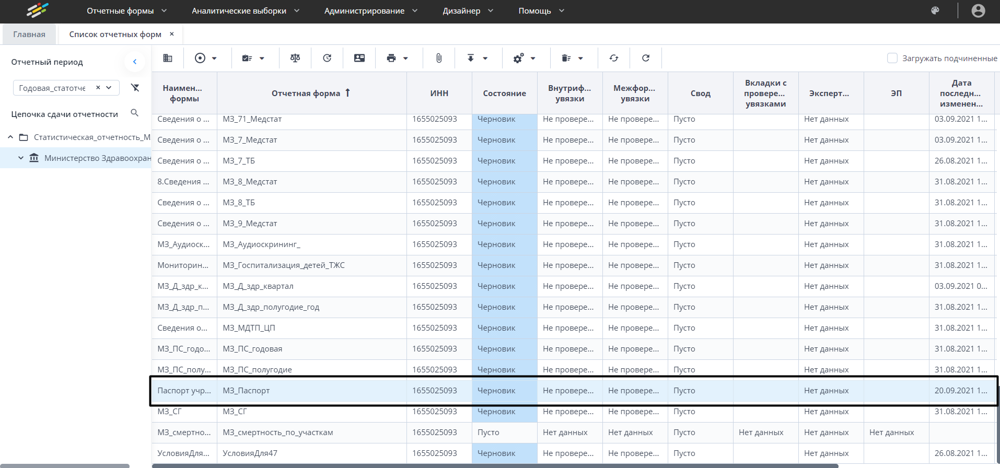 Отчетные формы Аналитические выборки Администрирование Дизайнер Помощь
Главная Список отчетных форм ×
Отчетный период
Годовая_статотче ×
Цепочка сдачи отчетности
Статистическая_отчетность_М
Министерство Здравоохран
Загружать подчиненные
Наимен... формы Отчетная форма ↑ ИНН Состояние Внутриф... увязки Межфор... увязки Свод Вкладки с провере... увязками Эксперт... ЭП Дата последн... изменен...
Сведения о ... МЗ_71_Медстат 1655025093 Черновик Не провере... Не провере... Пусто Нет данных 03.09.2021 1...
Сведения о ... МЗ_7_Медстат 1655025093 Черновик Не провере... Не провере... Пусто Нет данных 03.09.2021 1...
Сведения о ... МЗ_7_ТБ 1655025093 Черновик Не провере... Не провере... Пусто Нет данных 26.08.2021 1...
8.Сведения ... МЗ_8_Медстат 1655025093 Черновик Не провере... Не провере... Пусто Нет данных 31.08.2021 1...
Сведения о ... МЗ_8_ТБ 1655025093 Черновик Не провере... Не провере... Пусто Нет данных 31.08.2021 1...
Сведения о ... МЗ_9_Медстат 1655025093 Черновик Не провере... Не провере... Пусто Нет данных 31.08.2021 1...
МЗ_Аудиоск... МЗ_Аудиоскрининг_ 1655025093 Черновик Не провере... Не провере... Пусто Нет данных 31.08.2021 1...
Мониторин... МЗ_Госпитализация_детей_ТЖС 1655025093 Черновик Не провере... Не провере... Пусто Нет данных 31.08.2021 1...
МЗ_Д_здр_к... МЗ_Д_здр_квартал 1655025093 Черновик Не провере... Не провере... Пусто Нет данных 03.09.2021 0...
МЗ_Д_здр_п... МЗ_Д_здр_полугодие_год 1655025093 Черновик Не провере... Не провере... Пусто Нет данных 31.08.2021 1...
Сведения о... МЗ_МДТП_ЦП 1655025093 Черновик Не провере... Не провере... Пусто Нет данных 31.08.2021 1...
МЗ_ПС_годо... МЗ_ПС_годовая 1655025093 Черновик Не провере... Не провере... Пусто Нет данных 31.08.2021 1...
МЗ_ПС_полу... МЗ_ПС_полугодие 1655025093 Черновик Не провере... Не провере... Пусто Нет данных 31.08.2021 1...
Паспорт учр... МЗ_Паспорт 1655025093 Черновик Не провере... Не провере... Пусто Нет данных 20.09.2021 1...
МЗ_СГ МЗ_СГ 1655025093 Черновик Не провере... Не провере... Пусто Нет данных 31.08.2021 1...
МЗ_смертно... МЗ_смертность_по_участкам 1655025093 Пусто Нет данных Нет данных Пусто Нет данных Нет данных Нет данных
УсловияДля... УсловияДля47 1655025093 Черновик Не провере... Не провере... Пусто Нет данных 26.08.2021 1...